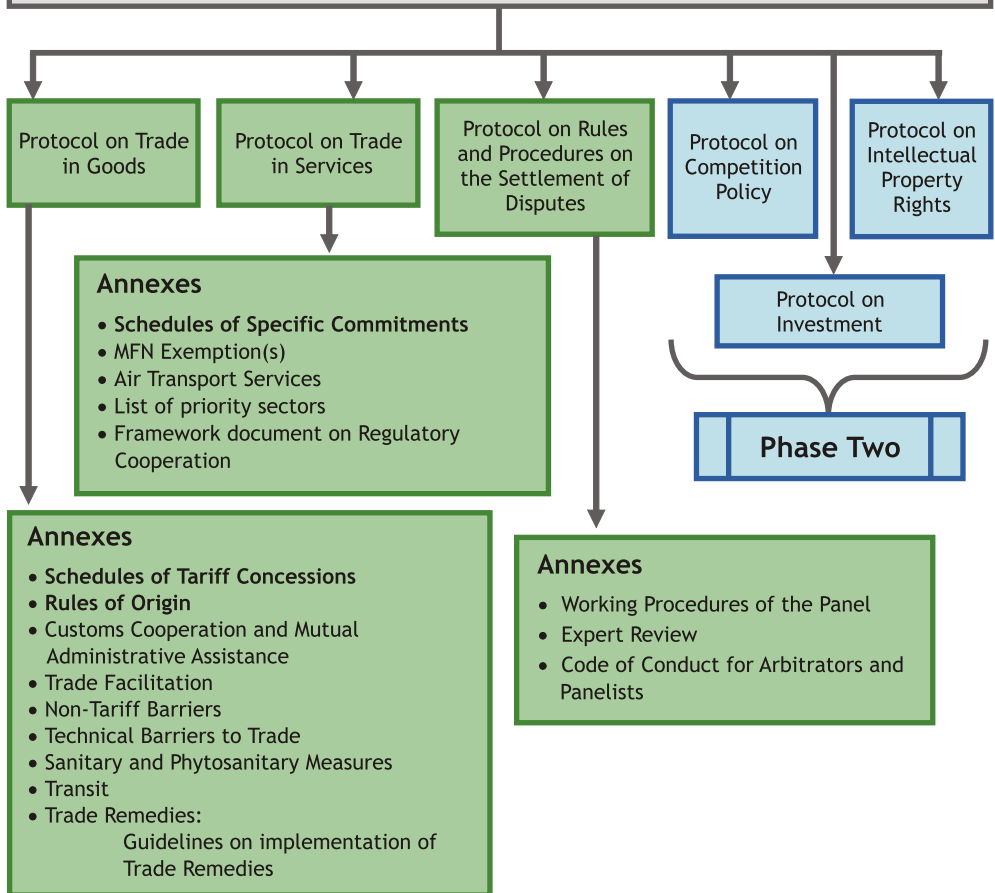 Protocol on Trade
in Goods
Protocol on Trade
in Services
Protocol on Rules
and Procedures on
the Settlement of
Disputes
Protocol on
Competition
Policy
Protocol on
Intellectual
Property
Rights
Protocol on
Investment
Phase Two
Annexes
• Schedules of Specific Commitments
• MFN Exemption(s)
• Air Transport Services
• List of priority sectors
• Framework document on Regulatory
Cooperation
Annexes
• Schedules of Tariff Concessions
• Rules of Origin
• Customs Cooperation and Mutual
Administrative Assistance
• Trade Facilitation
• Non-Tariff Barriers
• Technical Barriers to Trade
• Sanitary and Phytosanitary Measures
• Transit
• Trade Remedies:
Guidelines on implementation of
Trade Remedies
Annexes
• Working Procedures of the Panel
• Expert Review
• Code of Conduct for Arbitrators and
Panelists